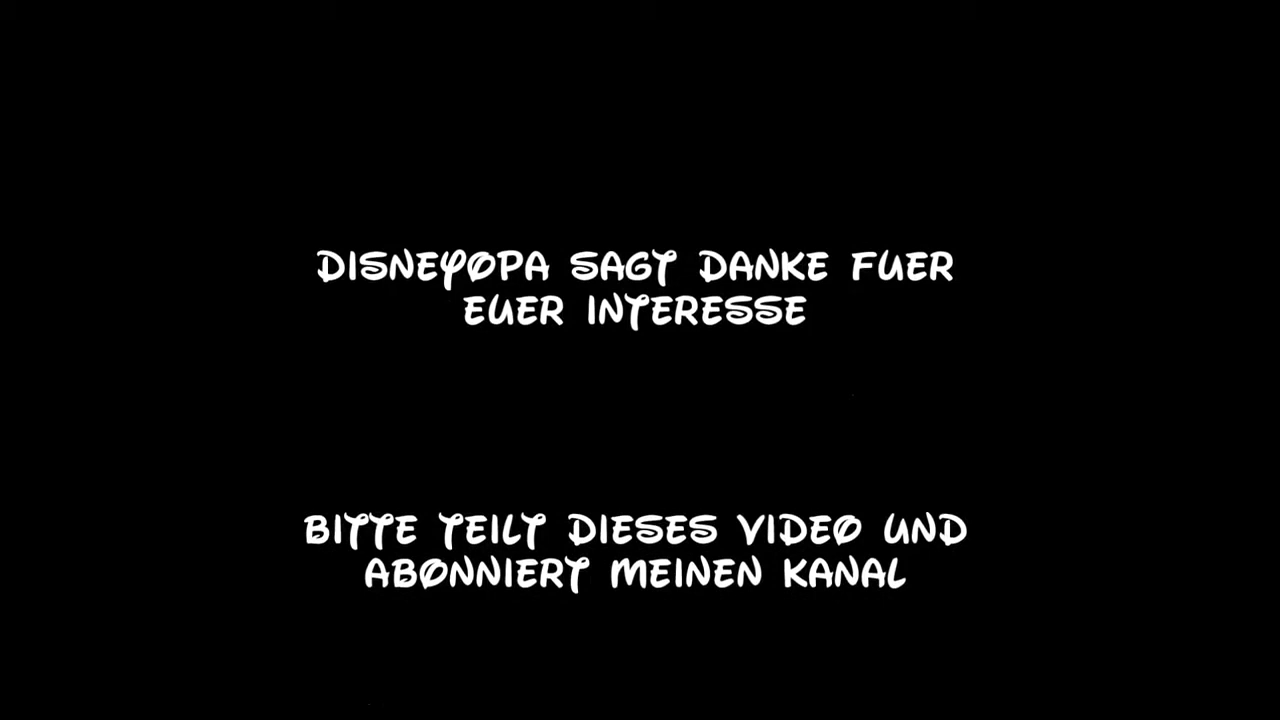 DISNEYOPA SAGT DANKE FUER
EUER INTERESSE
BITTE TEILT DIESES VIDEO UND
ABONNIERT MEINEN KANAL